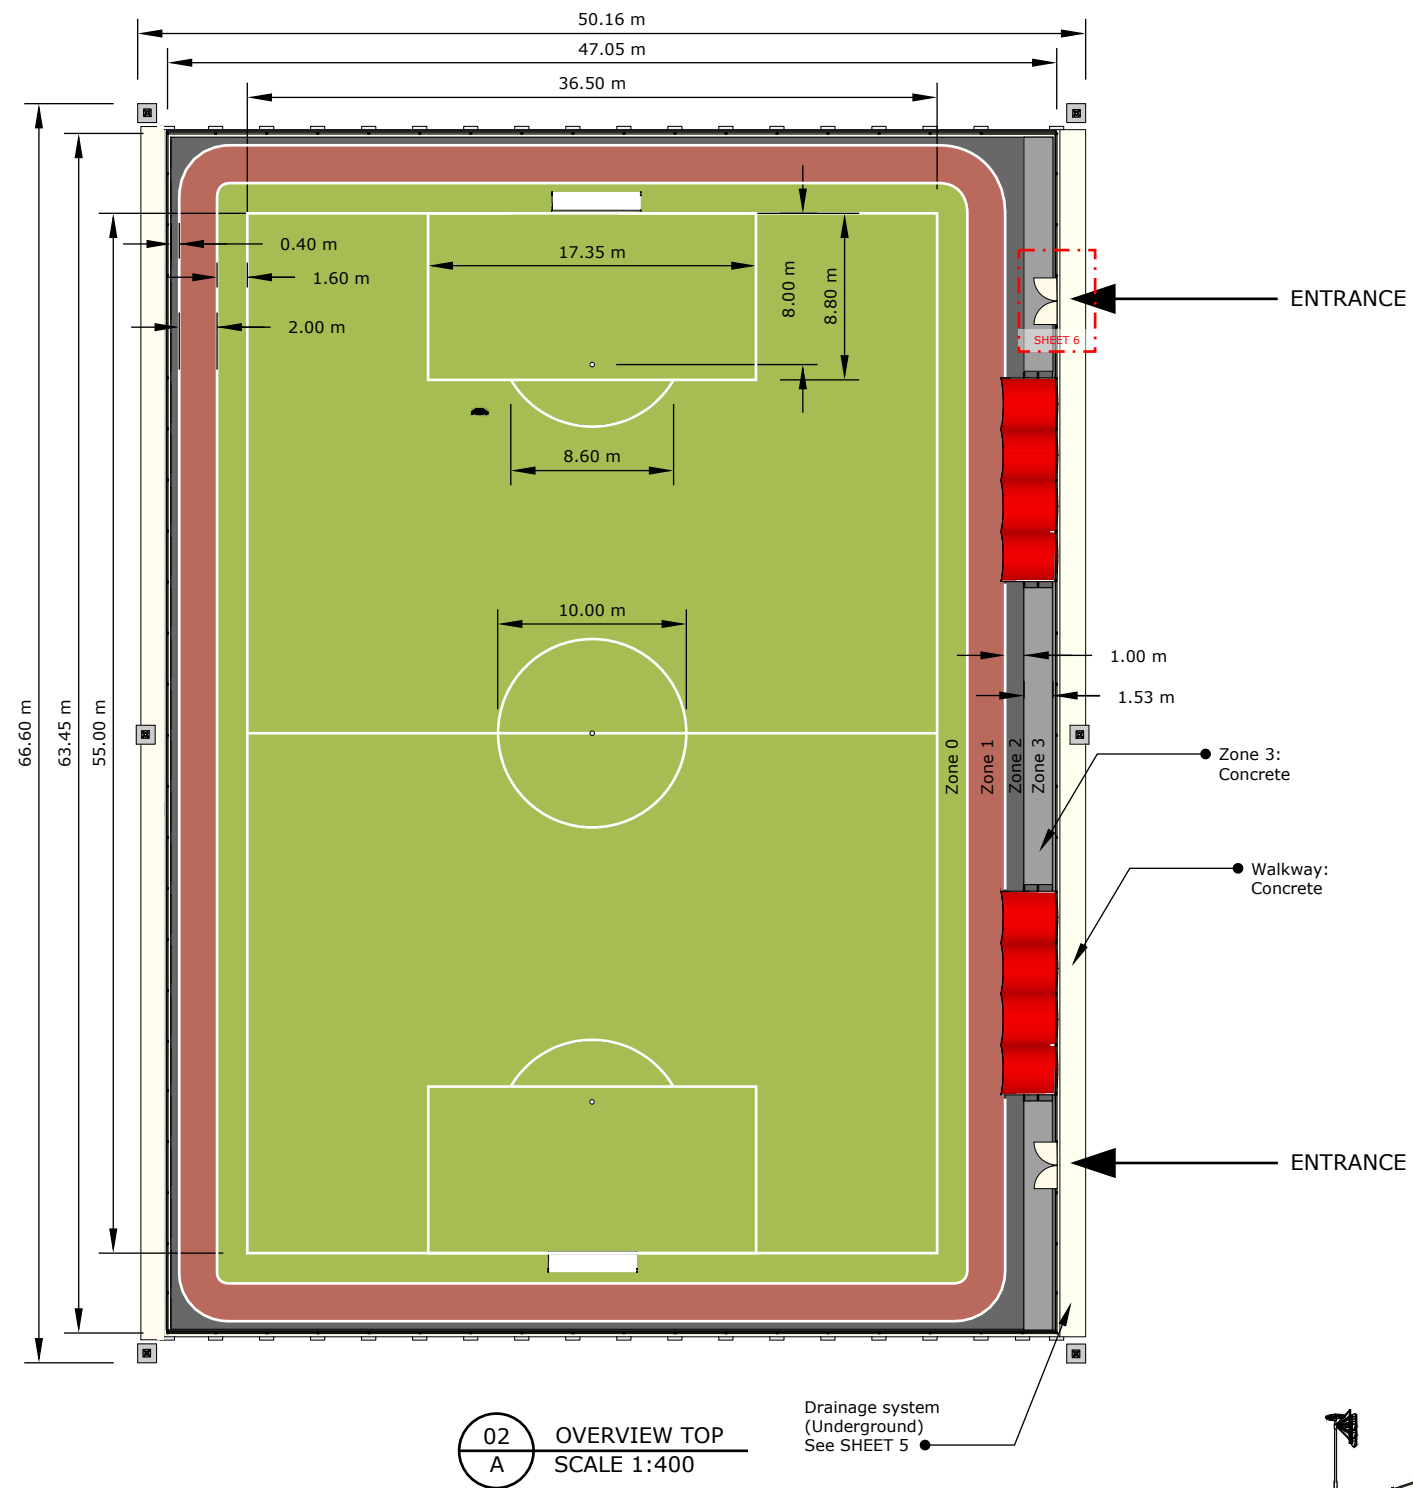 50.16 m
47.05 m
36.50 m
0.40 m
1.60 m
2.00 m
17.35 m
8.00 m
8.80 m
ENTRANCE
SHEET 6
8.60 m
10.00 m
66.60 m
63.45 m
55.00 m
1.00 m
1.53 m
Zone 0
Zone 1
Zone 2
Zone 3
Zone 3:
Concrete
Walkway:
Concrete
ENTRANCE
Drainage system
(Underground)
See SHEET 5
02
A
OVERVIEW TOP
SCALE 1:400